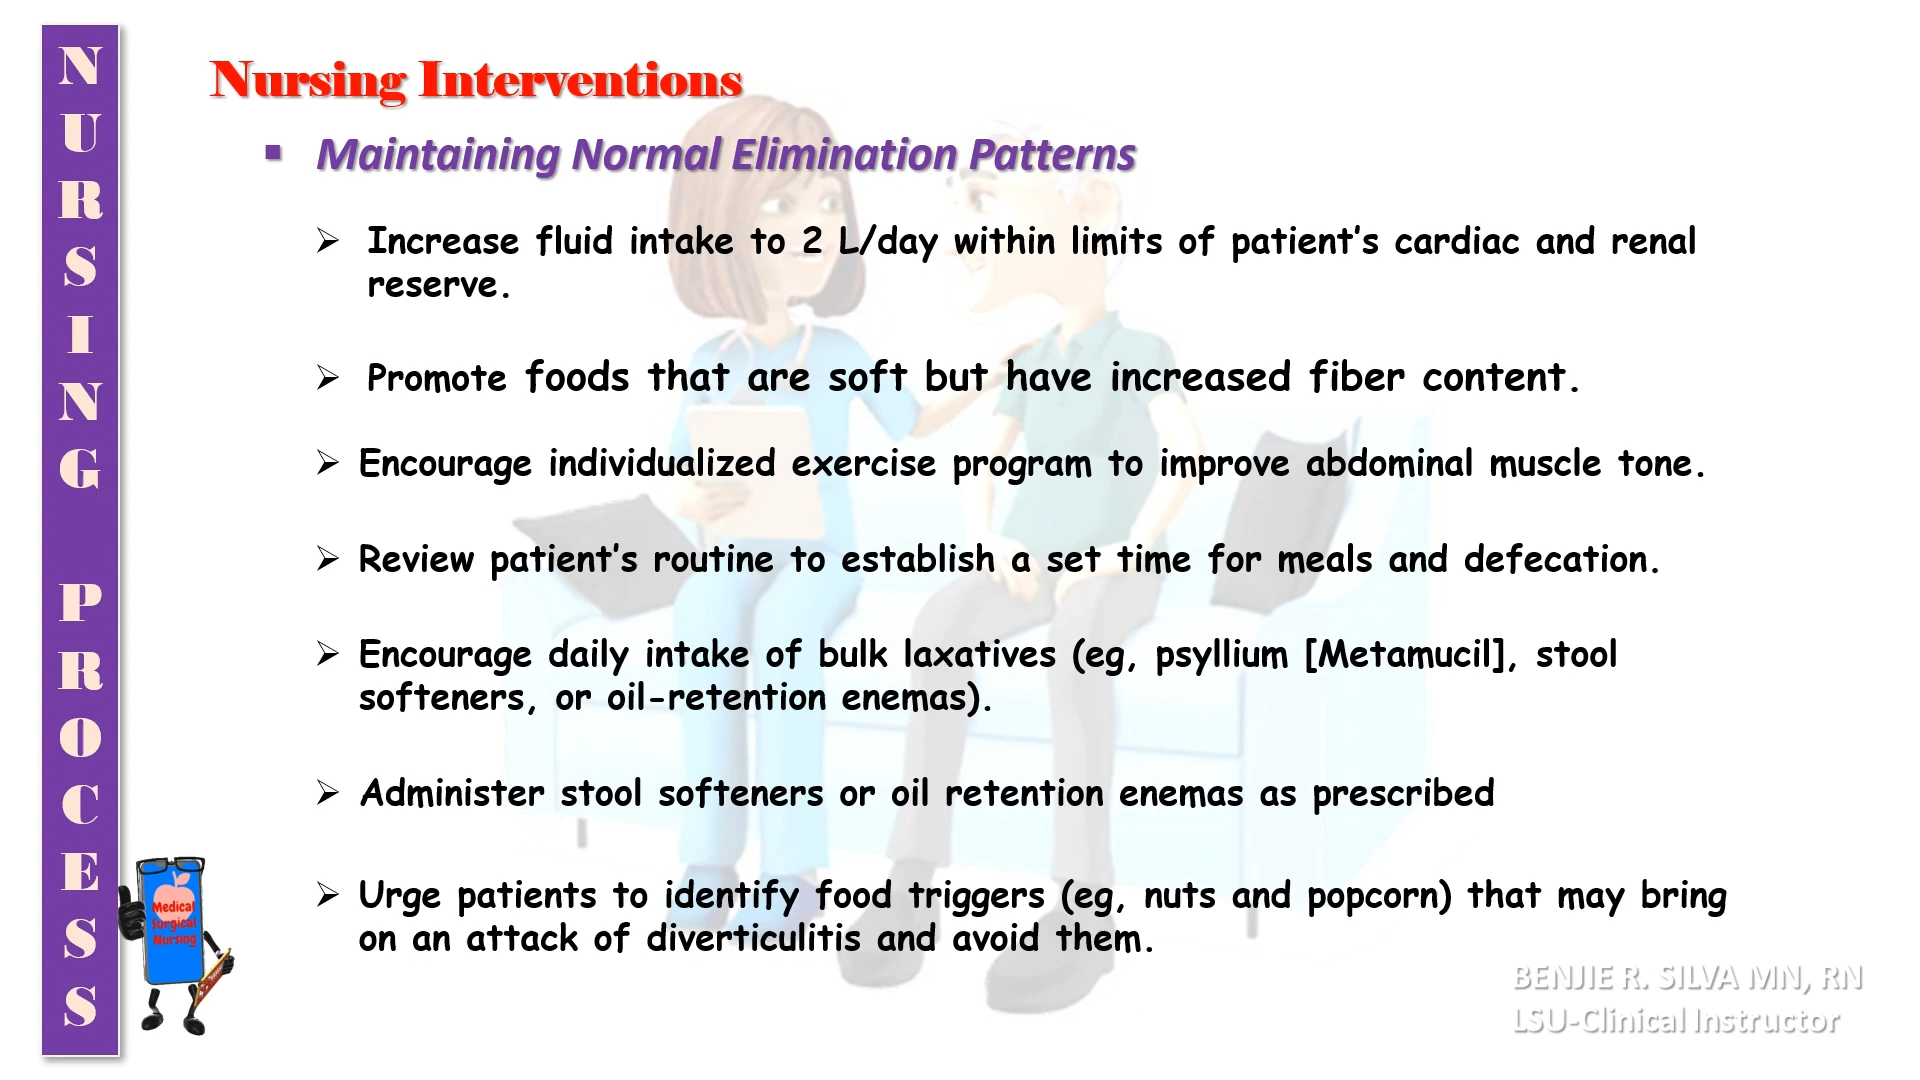 NURSING PROCESS
Nursing Interventions
▪ Maintaining Normal Elimination Patterns
➢ Increase fluid intake to 2 L/day within limits of patient’s cardiac and renal
reserve.
➢ Promote foods that are soft but have increased fiber content.
➢ Encourage individualized exercise program to improve abdominal muscle tone.
➢ Review patient’s routine to establish a set time for meals and defecation.
➢ Encourage daily intake of bulk laxatives (eg, psyllium [Metamucil], stool
softeners, or oil-retention enemas).
➢ Administer stool softeners or oil retention enemas as prescribed
➢ Urge patients to identify food triggers (eg, nuts and popcorn) that may bring
on an attack of diverticulitis and avoid them.
Medical
Surgical
Nursing
BENJIE R. SILVA MN, RN
LSU-Clinical Instructor